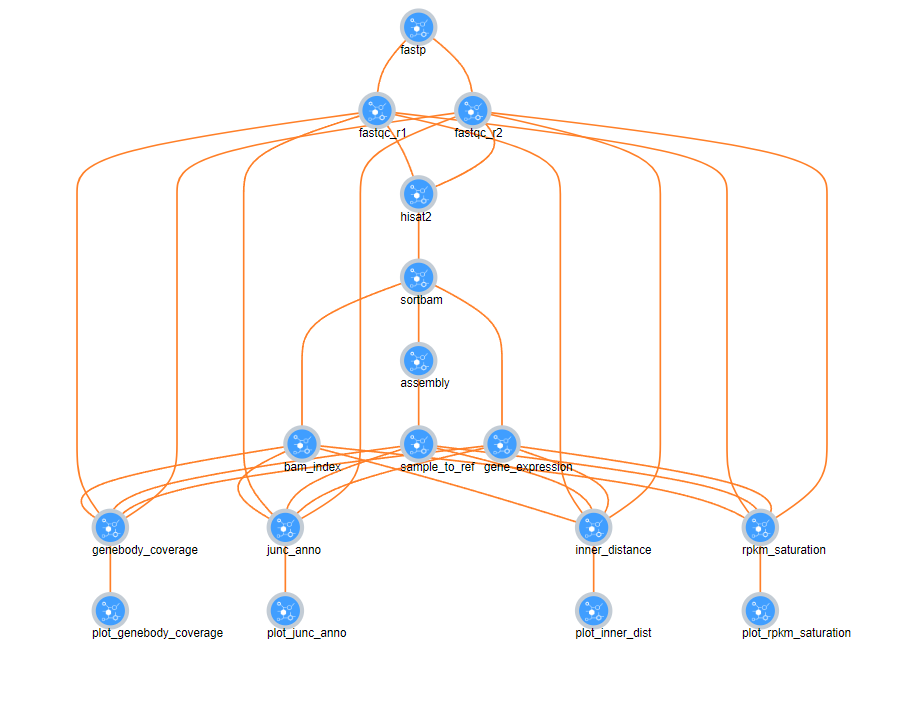 fastp
fastqc_r1
fastqc_r2
hisat2
sortbam
assembly
bam_index
sample_to_ref
gene_expression
genebody_coverage
junc_anno
inner_distance
rpkm_saturation
plot_genebody_coverage
plot_junc_anno
plot_inner_dist
plot_rpkm_saturation